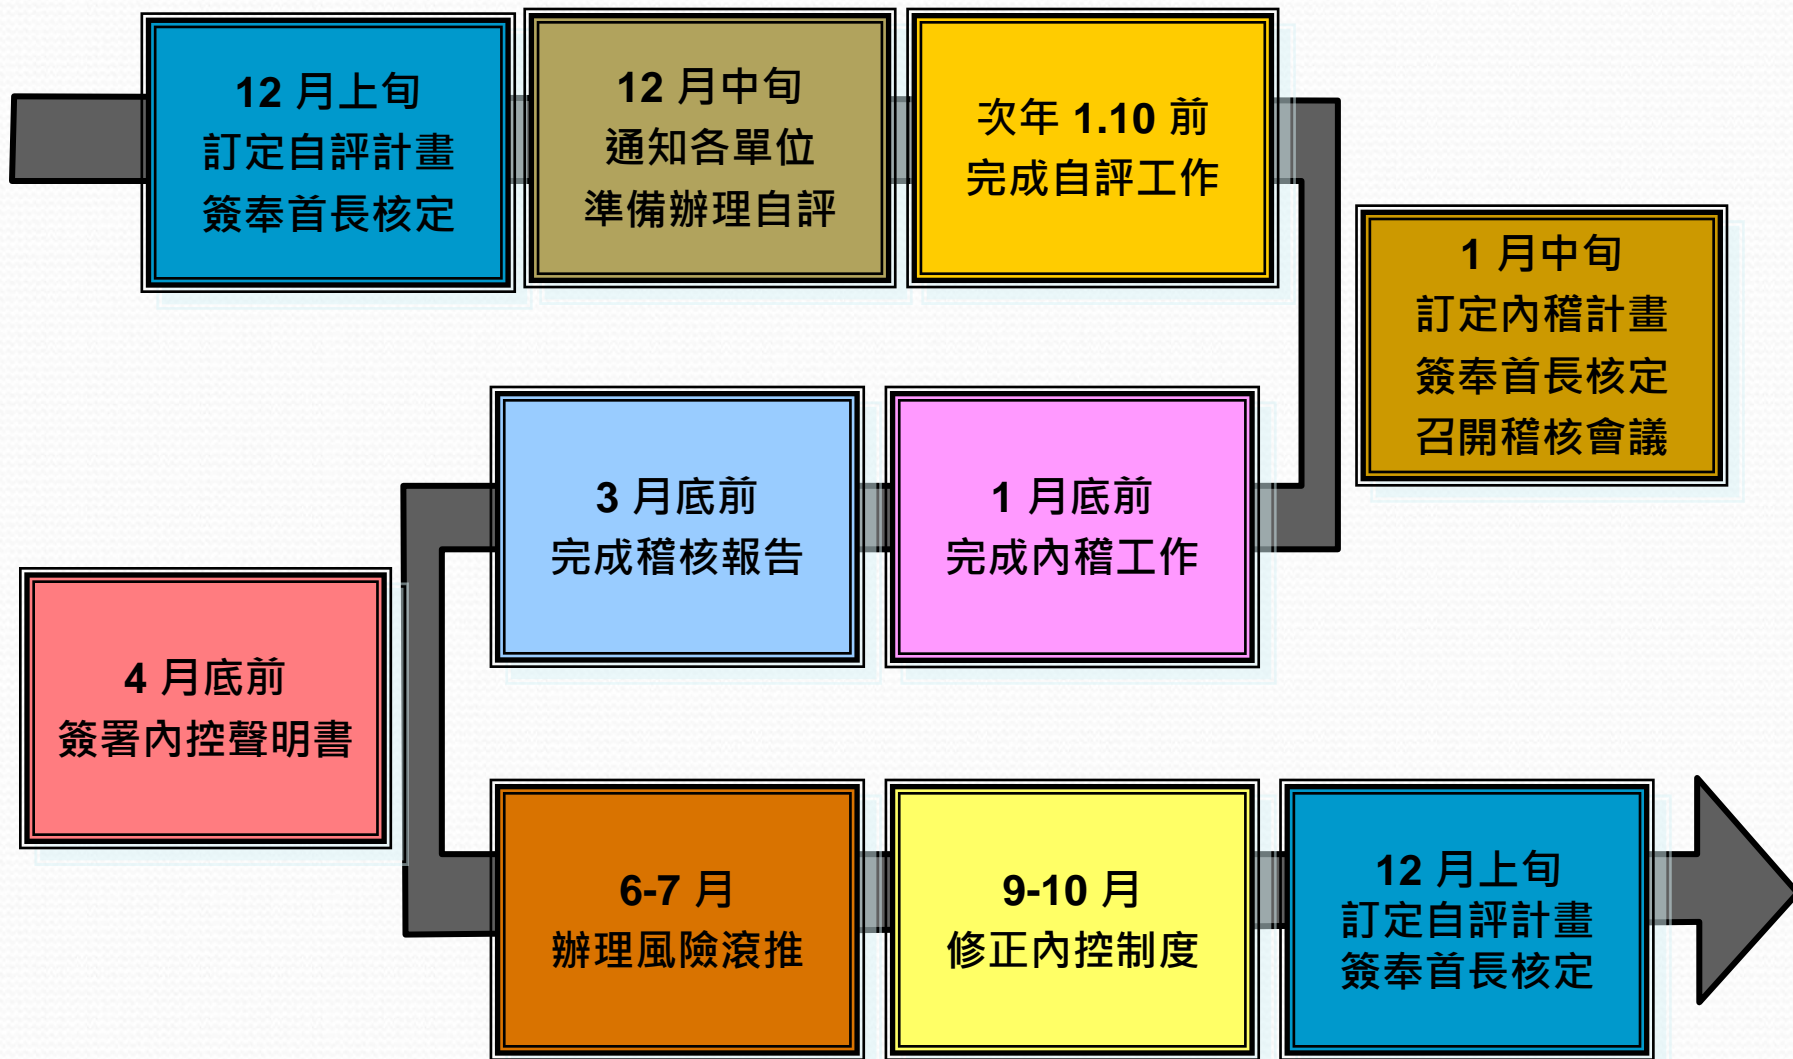 12 月上旬
訂定自評計畫
簽奉首長核定
12 月中旬
通知各單位
準備辦理自評
次年 1.10 前
完成自評工作
1 月中旬
訂定內稽計畫
簽奉首長核定
召開稽核會議
1 月底前
完成內稽工作
3 月底前
完成稽核報告
4 月底前
簽署內控聲明書
6-7 月
辦理風險滾推
9-10 月
修正內控制度
12 月上旬
訂定自評計畫
簽奉首長核定